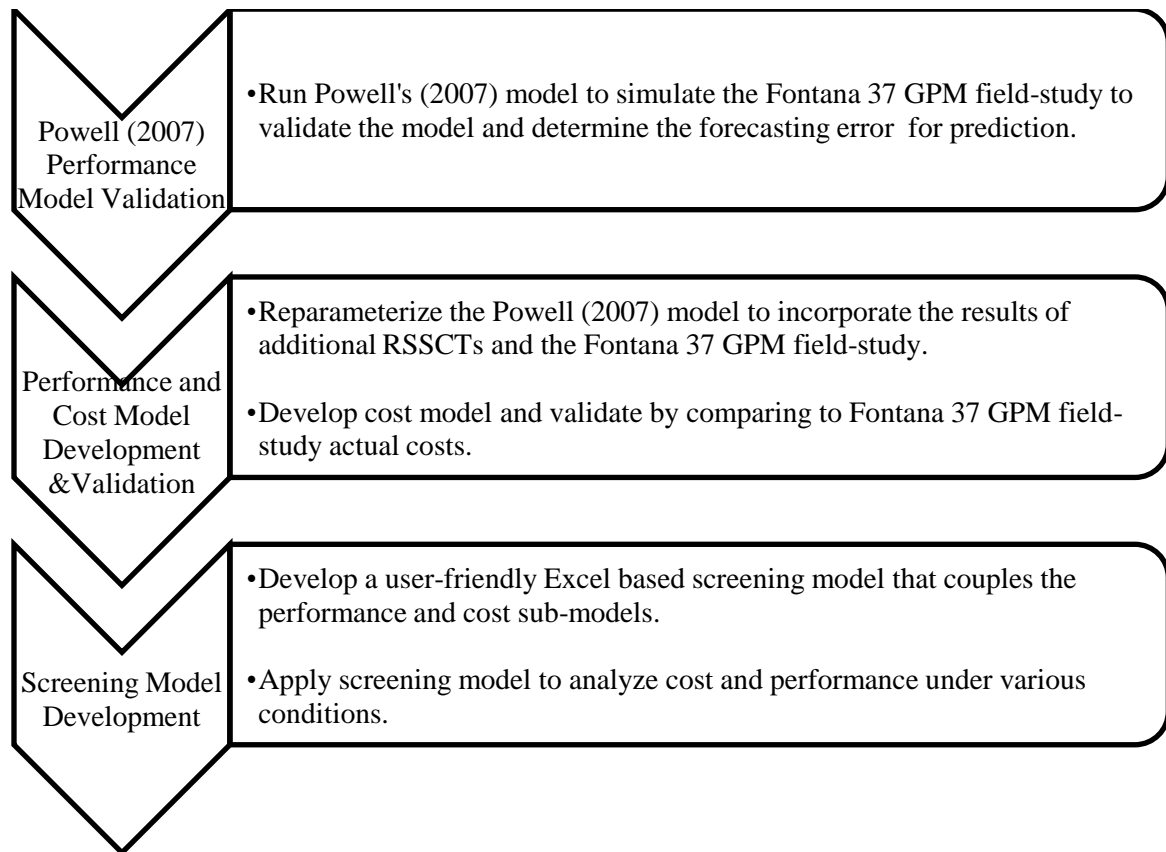 Powell (2007)
Performance
Model Validation
•Run Powell's (2007) model to simulate the Fontana 37 GPM field-study to
validate the model and determine the forecasting error for prediction.
Performance and
Cost Model
Development
&Validation
•Reparameterize the Powell (2007) model to incorporate the results of
additional RSSCTs and the Fontana 37 GPM field-study.
•Develop cost model and validate by comparing to Fontana 37 GPM field-
study actual costs.
Screening Model
Development
•Develop a user-friendly Excel based screening model that couples the
performance and cost sub-models.
•Apply screening model to analyze cost and performance under various
conditions.